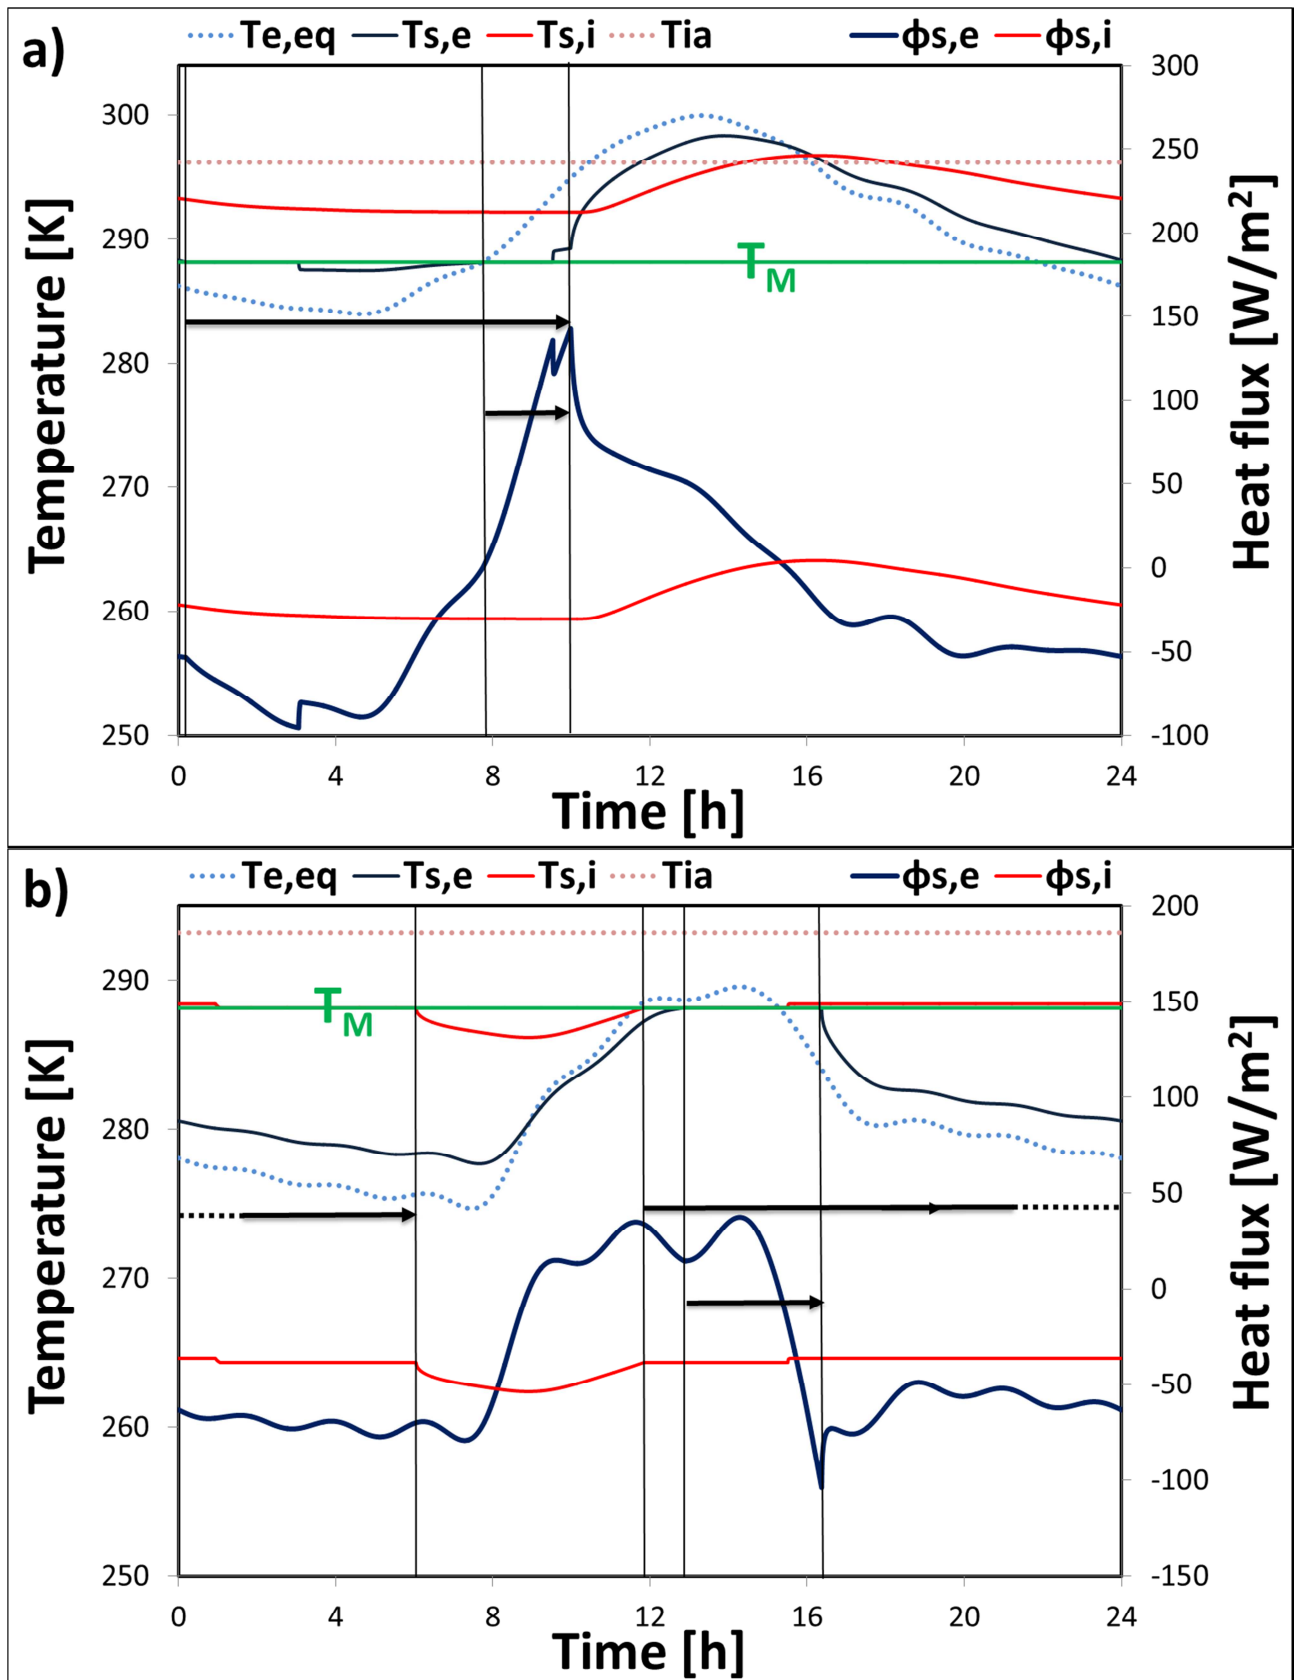 a)
Te,eq Ts,e Ts,i Tia ϕs,e ϕs,i
Temperature [K]
300
290
280
270
260
250
T_M
300
250
200
150
100
50
0
-50
-100
Heat flux [W/m²]
0 4 8 12 16 20 24
Time [h]
b)
Te,eq Ts,e Ts,i Tia ϕs,e ϕs,i
Temperature [K]
290
280
270
260
250
T_M
200
150
100
50
0
-50
-100
-150
Heat flux [W/m²]
0 4 8 12 16 20 24
Time [h]